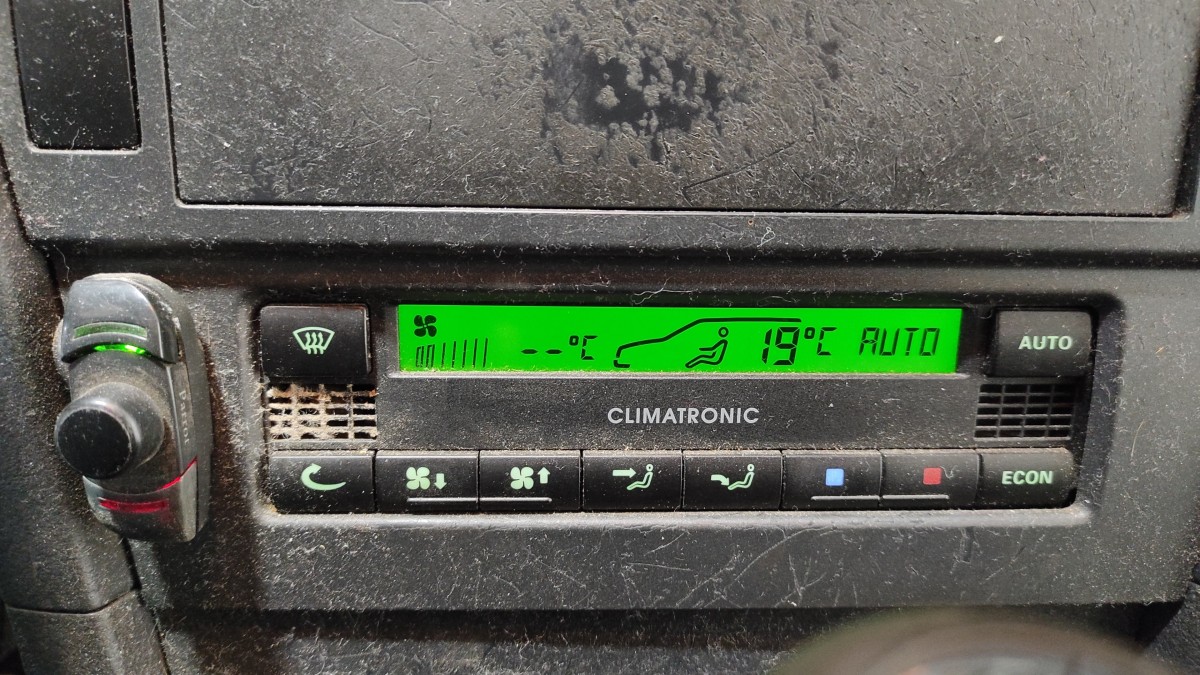 --°C 19°C AUTO
AUTO
CLIMATRONIC
ECON